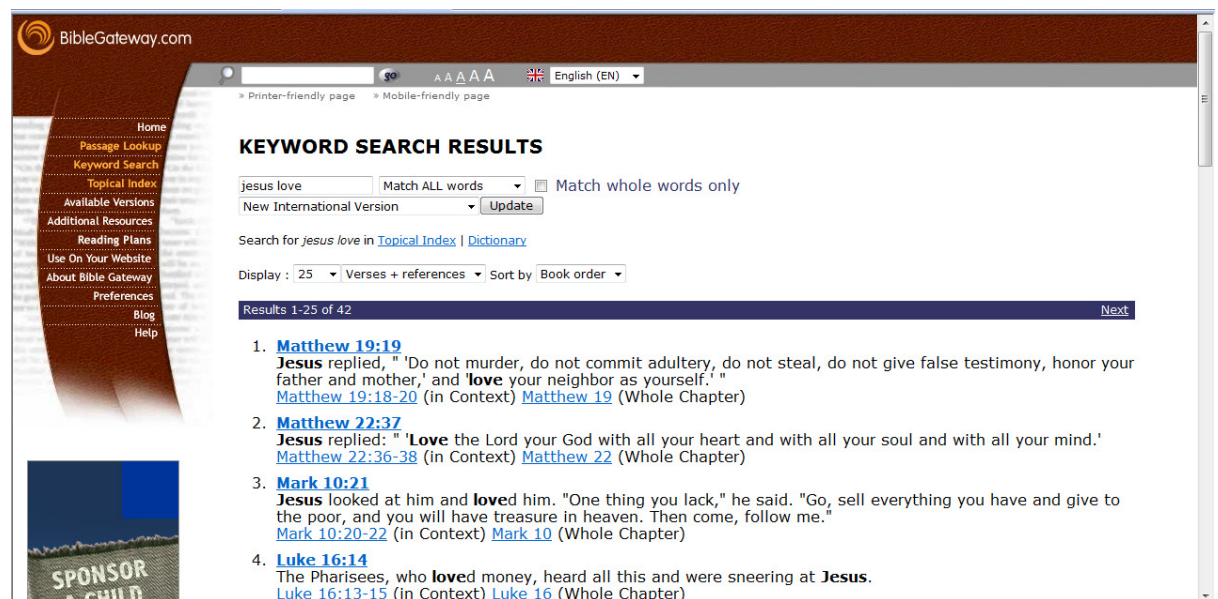 BibleGateway.com
go A A A A A English (EN)
» Printer-friendly page » Mobile-friendly page
Home
Passage Lookup
Keyword Search
Topical Index
Available Versions
Additional Resources
Reading Plans
Use On Your Website
About Bible Gateway
Preferences
Blog
Help
SPONSOR
A CHILD
KEYWORD SEARCH RESULTS
jesus love Match ALL words Match whole words only
New International Version Update
Search for jesus love in Topical Index | Dictionary
Display : 25 Verses + references Sort by Book order
Results 1-25 of 42 Next
1. Matthew 19:19
Jesus replied, " 'Do not murder, do not commit adultery, do not steal, do not give false testimony, honor your
father and mother,' and 'love your neighbor as yourself.' "
Matthew 19:18-20 (in Context) Matthew 19 (Whole Chapter)
2. Matthew 22:37
Jesus replied: " 'Love the Lord your God with all your heart and with all your soul and with all your mind.'
Matthew 22:36-38 (in Context) Matthew 22 (Whole Chapter)
3. Mark 10:21
Jesus looked at him and loved him. "One thing you lack," he said. "Go, sell everything you have and give to
the poor, and you will have treasure in heaven. Then come, follow me."
Mark 10:20-22 (in Context) Mark 10 (Whole Chapter)
4. Luke 16:14
The Pharisees, who loved money, heard all this and were sneering at Jesus.
Luke 16:13-15 (in Context) Luke 16 (Whole Chapter)